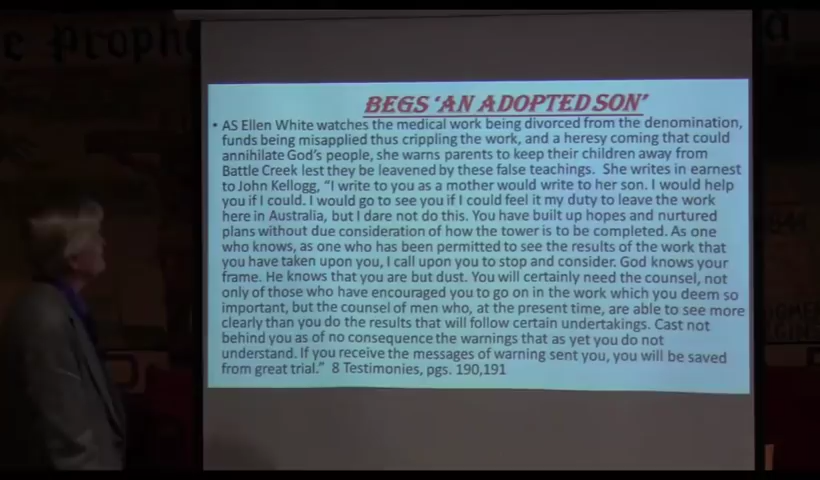 e Prophe
BEGS ‘AN ADOPTED SON’
• AS Ellen White watches the medical work being divorced from the denomination,
funds being misapplied thus crippling the work, and a heresy coming that could
annihilate God’s people, she warns parents to keep their children away from
Battle Creek lest they be leavened by these false teachings.  She writes in earnest
to John Kellogg, “I write to you as a mother would write to her son. I would help
you if I could. I would go to see you if I could feel it my duty to leave the work
here in Australia, but I dare not do this. You have built up hopes and nurtured
plans without due consideration of how the tower is to be completed. As one
who knows, as one who has been permitted to see the results of the work that
you have taken upon you, I call upon you to stop and consider. God knows your
frame. He knows that you are but dust. You will certainly need the counsel, not
only of those who have encouraged you to go on in the work which you deem so
important, but the counsel of men who, at the present time, are able to see more
clearly than you do the results that will follow certain undertakings. Cast not
behind you as of no consequence the warnings that as yet you do not
understand. If you receive the messages of warning sent you, you will be saved
from great trial.”  8 Testimonies, pgs. 190,191